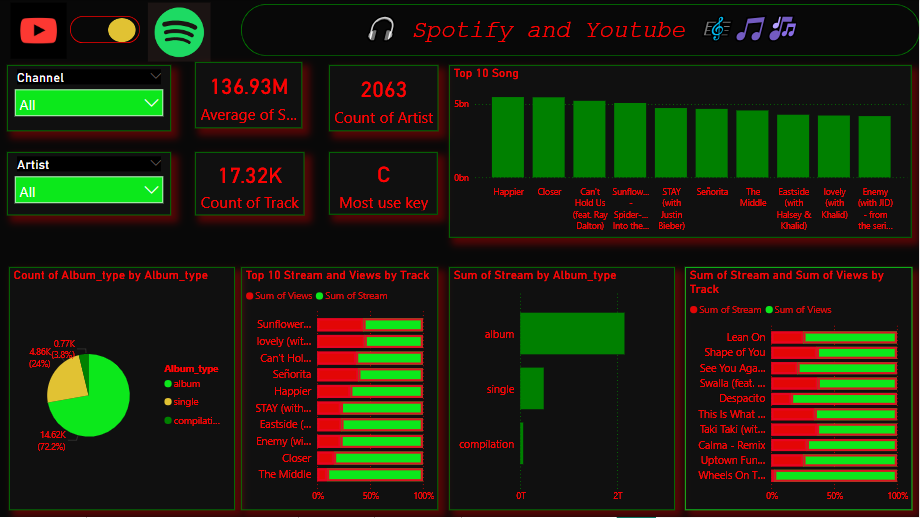 Spotify and Youtube
Channel
All
136.93M
Average of S...
2063
Count of Artist
Artist
All
17.32K
Count of Track
C
Most use key
Top 10 Song
5bn
0bn
Happier
Closer
Can't
Hold Us
(feat. Ray
Dalton)
Sunflow...
-
Spider-...
Into the...
STAY
(with
Justin
Bieber)
Señorita
The
Middle
Eastside
(with
Halsey &
Khalid)
lovely
(with
Khalid)
Enemy
(with JID)
- from
the seri...
Count of Album_type by Album_type
0.77K
(3.8%)
4.86K
(24%)
14.62K
(72.2%)
Album_type
album
single
compilati...
Top 10 Stream and Views by Track
Sum of Views
Sum of Stream
Sunflower...
lovely (wit...
Can't Hol...
Señorita
Happier
STAY (with...
Eastside (...
Enemy (wi...
Closer
The Middle
0%
50%
100%
Sum of Stream by Album_type
album
single
compilation
0T
2T
Sum of Stream and Sum of Views by
Track
Sum of Stream
Sum of Views
Lean On
Shape of You
See You Aga...
Swalla (feat. ...
Despacito
This Is What ...
Taki Taki (wit...
Calma - Remix
Uptown Fun...
Wheels On T...
0%
50%
100%